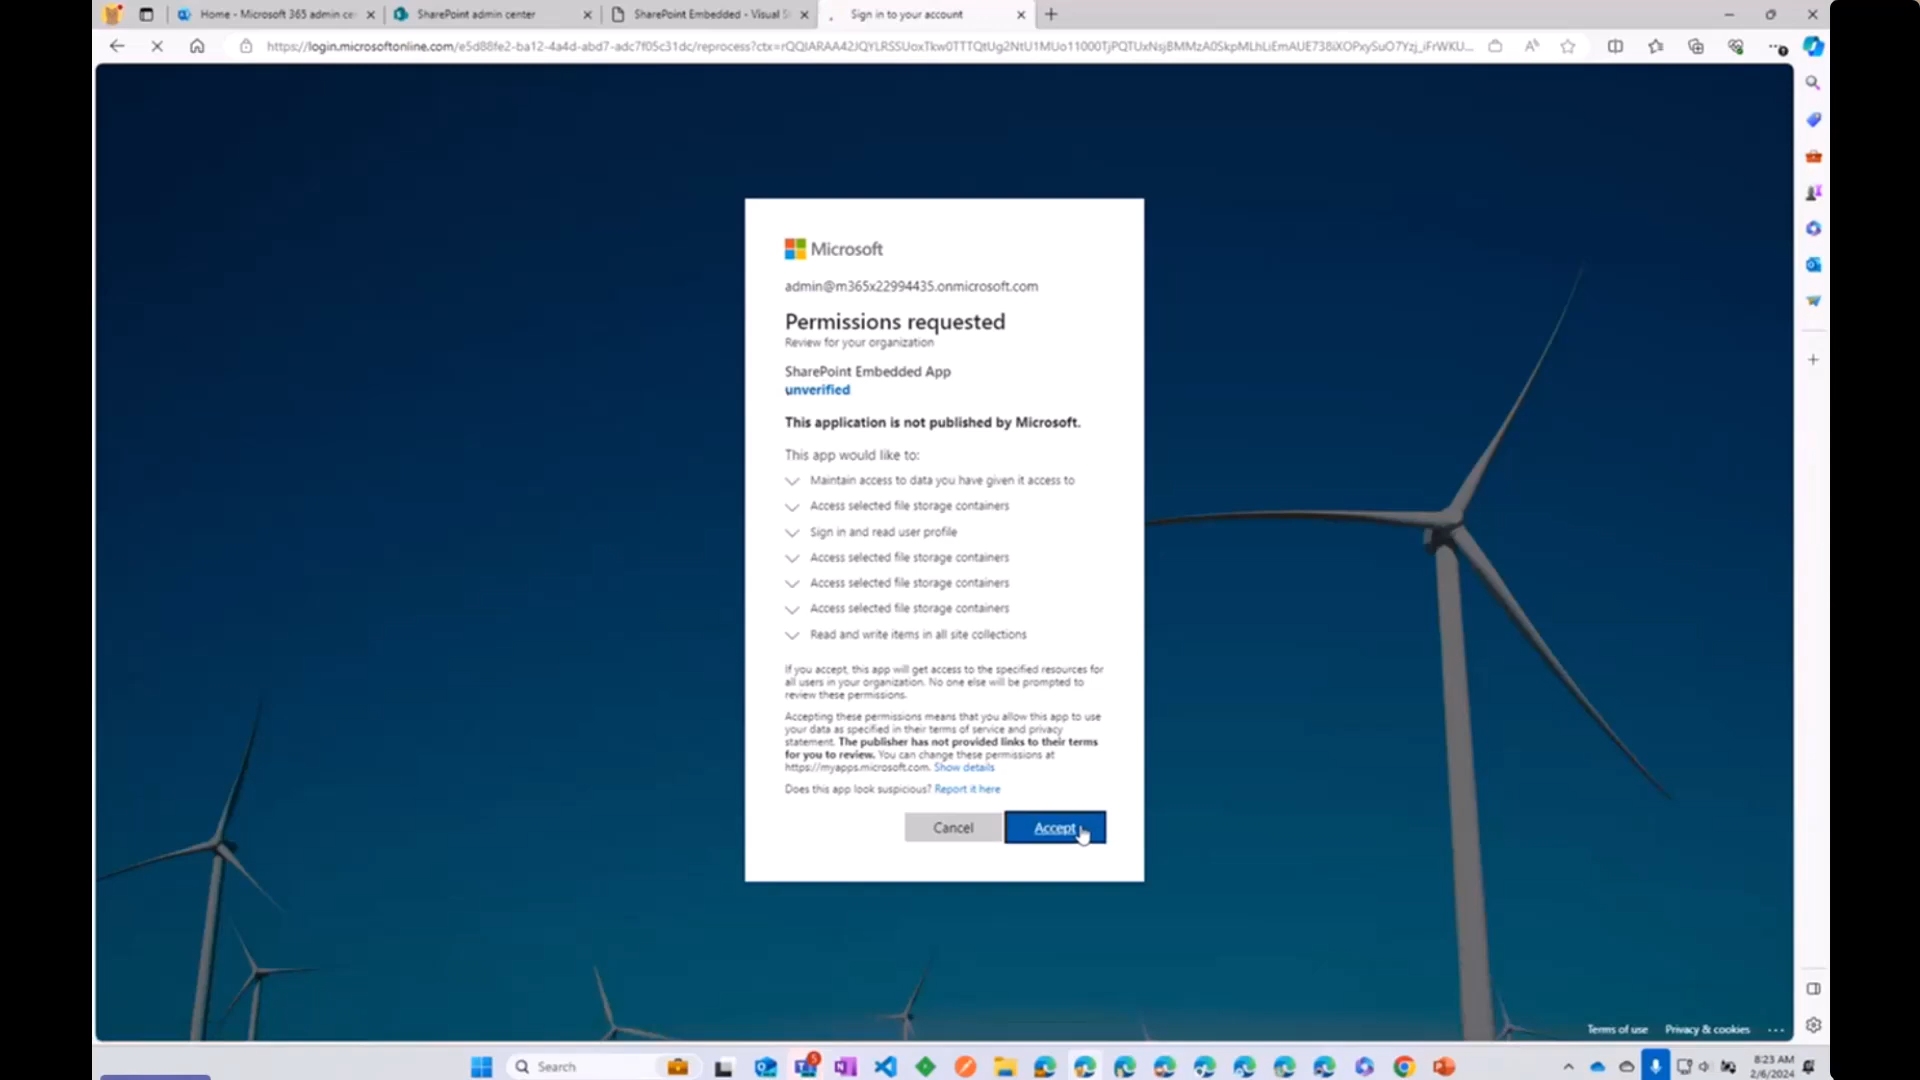 Home - Microsoft 365 admin ce
SharePoint admin center
SharePoint Embedded - Visual S
Sign in to your account
Microsoft
admin@m365x22994435.onmicrosoft.com
Permissions requested
Review for your organization
SharePoint Embedded App
unverified
This application is not published by Microsoft.
This app would like to:
Maintain access to data you have given it access to
Access selected file storage containers
Sign in and read user profile
Access selected file storage containers
Access selected file storage containers
Access selected file storage containers
Read and write items in all site collections
If you accept, this app will get access to the specified resources for
all users in your organization. No one else will be prompted to
review these permissions.
Accepting these permissions means that you allow this app to use
your data as specified in their terms of service and privacy
statement. The publisher has not provided links to their terms
for you to review. You can change these permissions at
https://myapps.microsoft.com. Show details
Does this app look suspicious? Report it here
Cancel
Accept
Terms of use
Privacy & cookies
Search
5
8:23 AM
2/6/2024